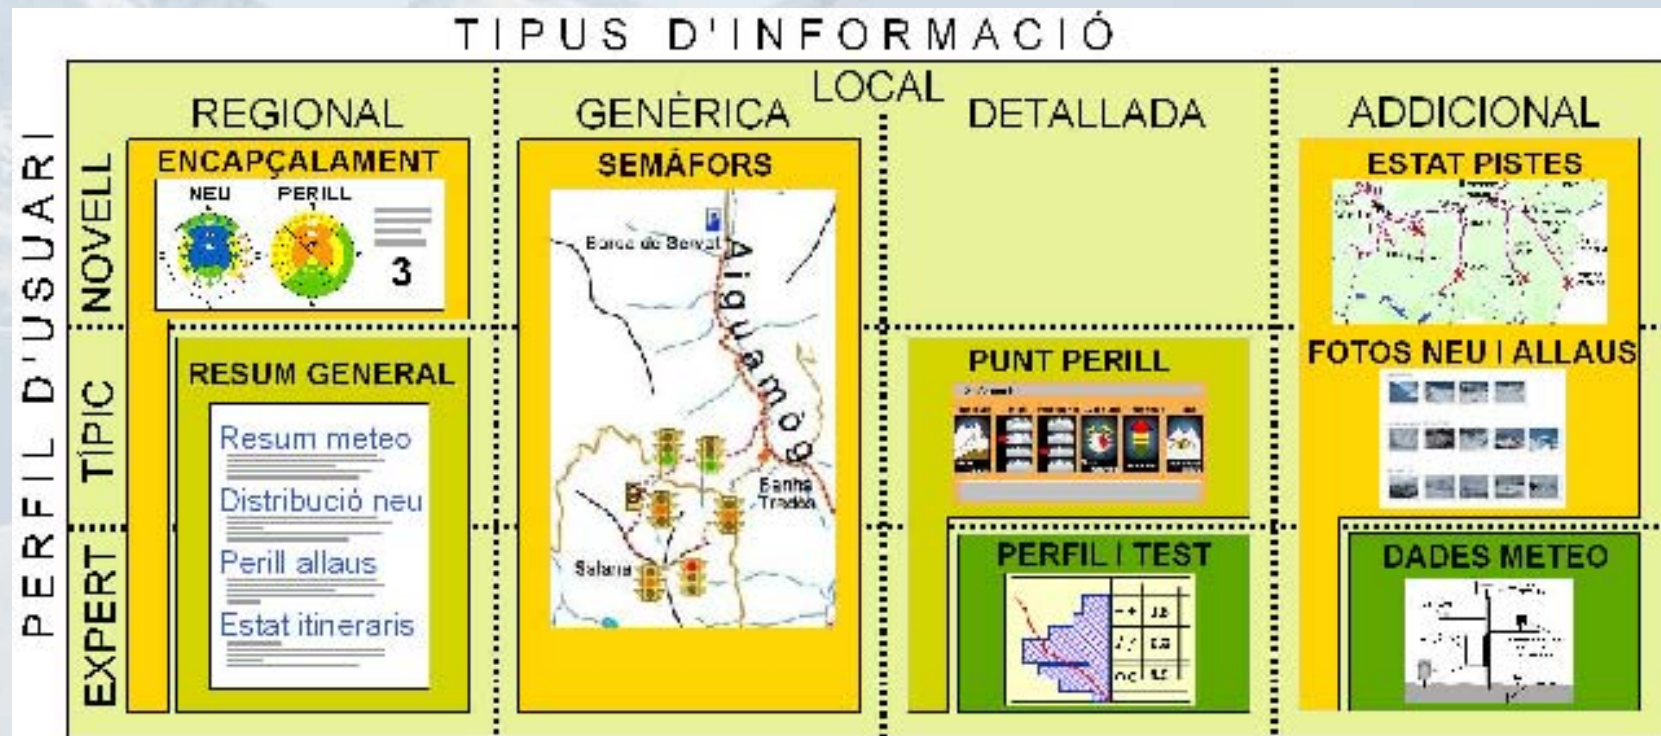 TIPUS D'INFORMACIÓ
PERFIL D'USUARI
NOVELL
TÍPIC
EXPERT
REGIONAL
LOCAL
GENÈRICA
DETALLADA
ADDICIONAL
ENCAPÇALAMENT
NEU PERILL
3
RESUM GENERAL
Resum meteo
Distribució neu
Perill allaus
Estat itineraris
SEMÀFORS
Aiguamòg
Banhs
Tredòs
PUNT PERILL
PERFIL I TEST
ESTAT PISTES
FOTOS NEU I ALLAUS
DADES METEO